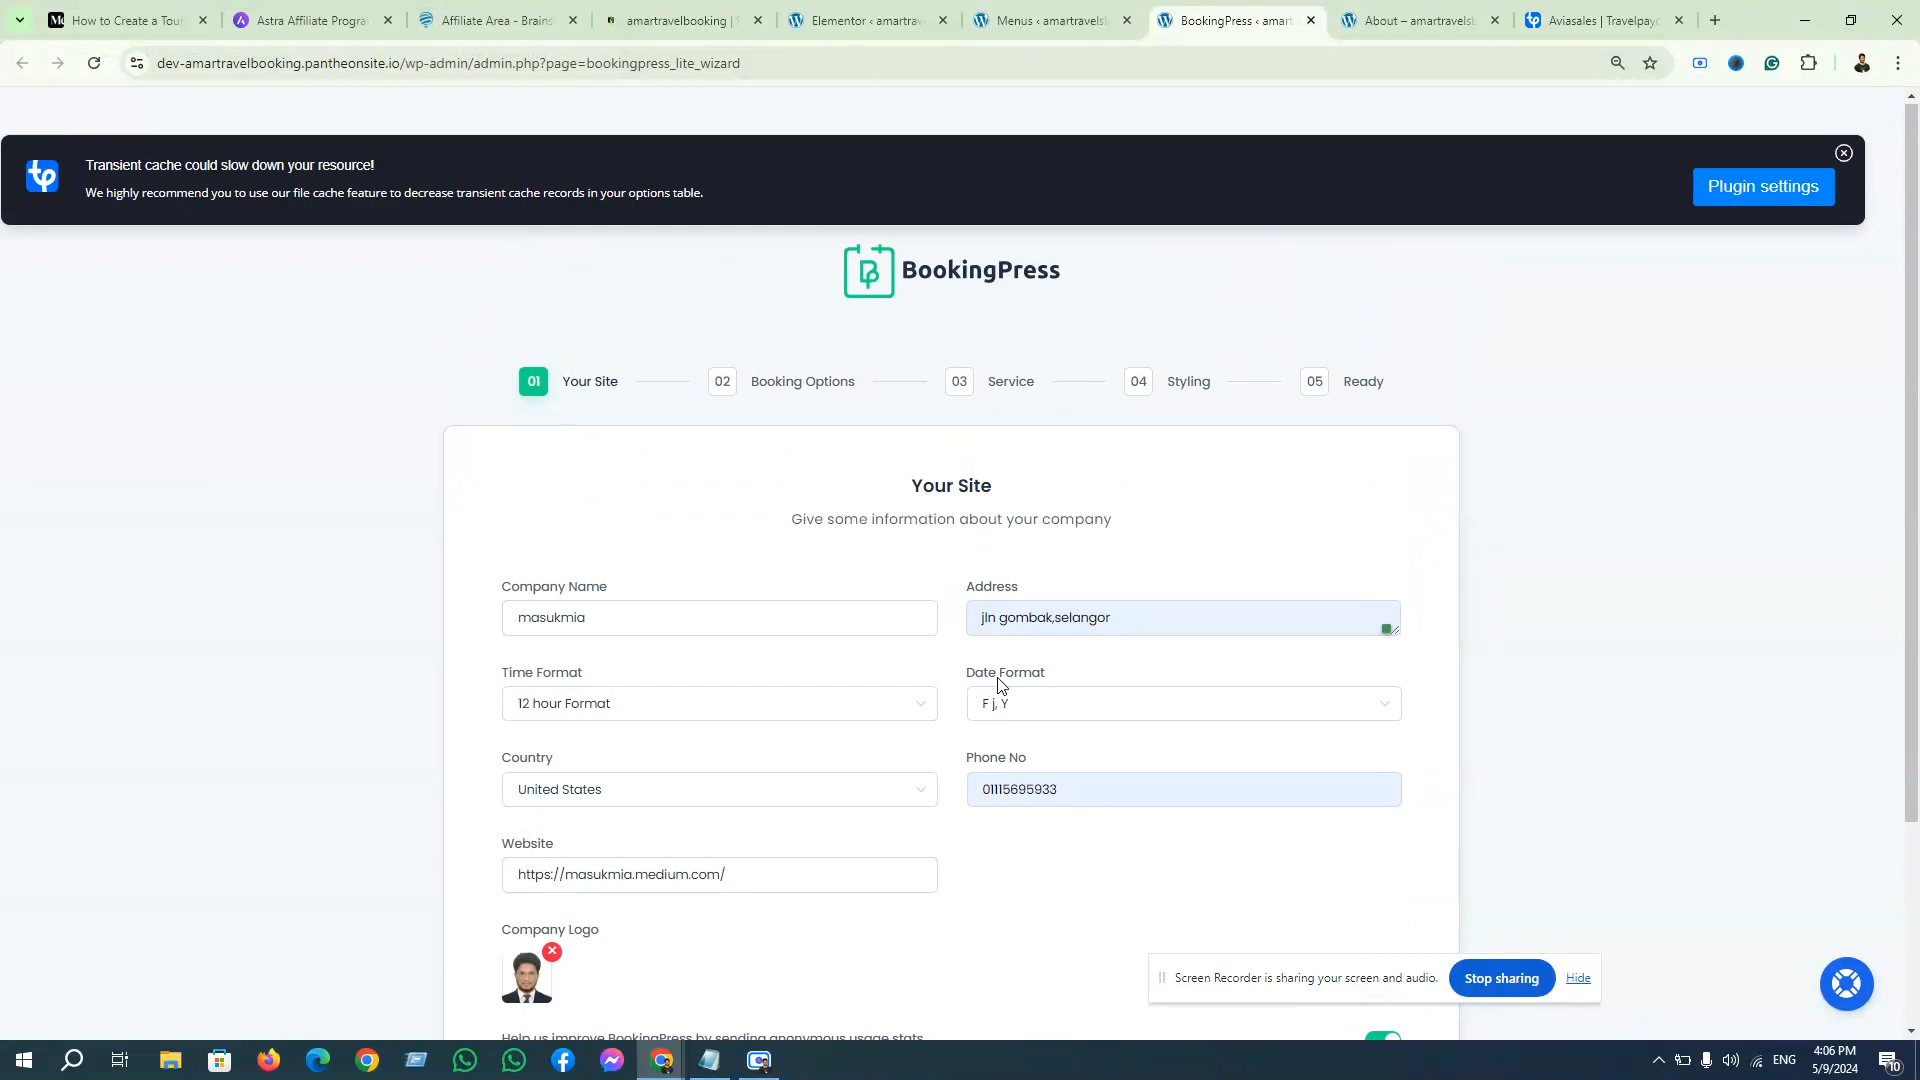 How to Create a Tou
Astra Affiliate Progra
Affiliate Area - Brains
amartravelbooking |
Elementor ‹ amartrav
Menus ‹ amartravels
BookingPress ‹ amart
About – amartravelsb
Aviasales | Travelpayo
dev-amartravelbooking.pantheonsite.io/wp-admin/admin.php?page=bookingpress_lite_wizard
Transient cache could slow down your resource!
We highly recommend you to use our file cache feature to decrease transient cache records in your options table.
Plugin settings
BookingPress
01 Your Site 02 Booking Options 03 Service 04 Styling 05 Ready
Your Site
Give some information about your company
Company Name Address
masukmia jln gombak,selangor
Time Format Date Format
12 hour Format F j, Y
Country Phone No
United States 01115695933
Website
https://masukmia.medium.com/
Company Logo
Screen Recorder is sharing your screen and audio. Stop sharing Hide
Help us improve BookingPress by sending anonymous usage stats
ENG
4:06 PM
5/9/2024
10